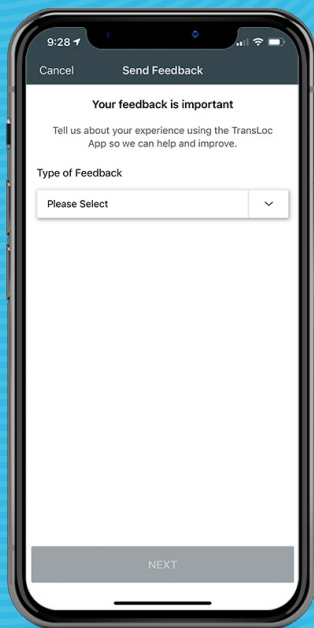 9:28
Cancel Send Feedback
Your feedback is important
Tell us about your experience using the TransLoc
App so we can help and improve.
Type of Feedback
Please Select
NEXT